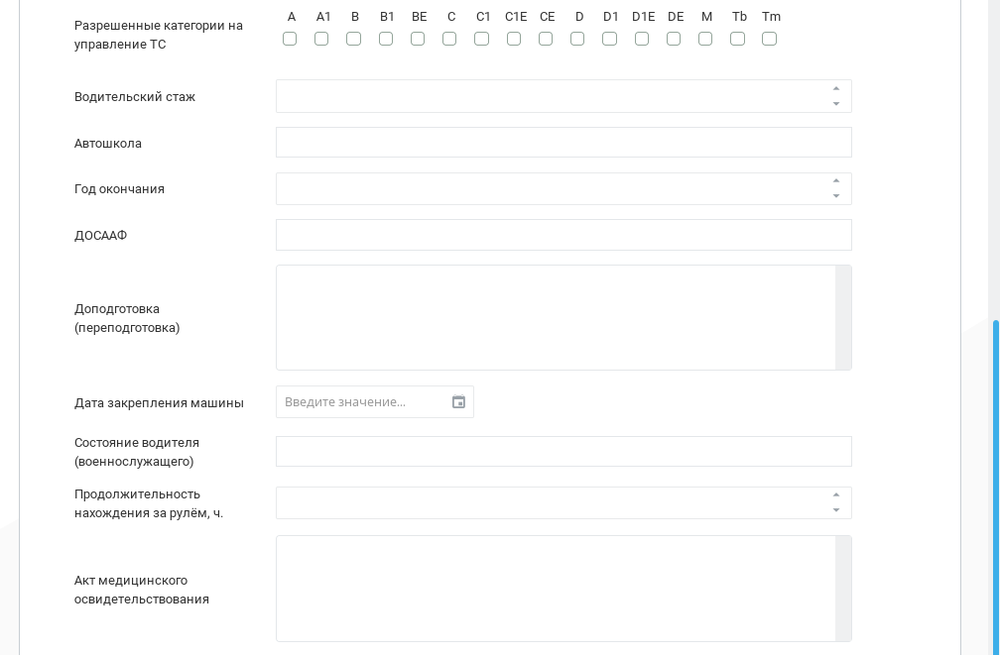 Разрешенные категории на
управление ТС
A A1 B B1 BE C C1 C1E CE D D1 D1E DE M Tb Tm
Водительский стаж
Автошкола
Год окончания
ДОСААФ
Доподготовка
(переподготовка)
Дата закрепления машины
Введите значение...
Состояние водителя
(военнослужащего)
Продолжительность
нахождения за рулём, ч.
Акт медицинского
освидетельствования